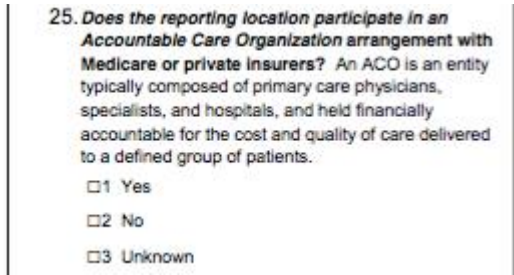 25. Does the reporting location participate in an
Accountable Care Organization arrangement with
Medicare or private insurers? An ACO is an entity
typically composed of primary care physicians,
specialists, and hospitals, and held financially
accountable for the cost and quality of care delivered
to a defined group of patients.
☐1 Yes
☐2 No
☐3 Unknown